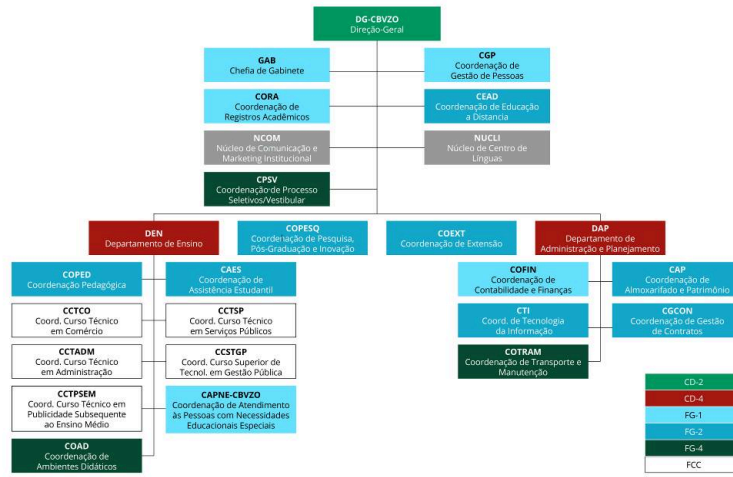 DG-CBVZO
Direção-Geral
GAB
Chefia de Gabinete
CGP
Coordenação de
Gestão de Pessoas
CORA
Coordenação de
Registros Acadêmicos
CEAD
Coordenação de Educação
a Distancia
NCOM
Núcleo de Comunicação e
Marketing Institucional
NUCLI
Núcleo de Centro de
Línguas
CPSV
Coordenação de Processo
Seletivos/Vestibular
DEN
Departamento de Ensino
COPESQ
Coordenação de Pesquisa,
Pós-Graduação e Inovação
COEXT
Coordenação de Extensão
DAP
Departamento de
Administração e Planejamento
COPED
Coordenação Pedagógica
CAES
Coordenação de
Assistência Estudantil
CCTCO
Coord. Curso Técnico
em Comércio
CCTSP
Coord. Curso Técnico
em Serviços Públicos
CCTADM
Coord. Curso Técnico
em Administração
CCSTGP
Coord. Curso Superior de
Tecnol. em Gestão Pública
CCTPSEM
Coord. Curso Técnico em
Publicidade Subsequente
ao Ensino Médio
CAPNE-CBVZO
Coordenação de Atendimento
às Pessoas com Necessidades
Educacionais Especiais
COAD
Coordenação de
Ambientes Didáticos
COFIN
Coordenação de
Contabilidade e Finanças
CAP
Coordenação de
Almoxarifado e Patrimônio
CTI
Coord. de Tecnologia
da Informação
CGCON
Coordenação de Gestão
de Contratos
COTRAM
Coordenação de Transporte e
Manutenção
CD-2
CD-4
FG-1
FG-2
FG-4
FCC